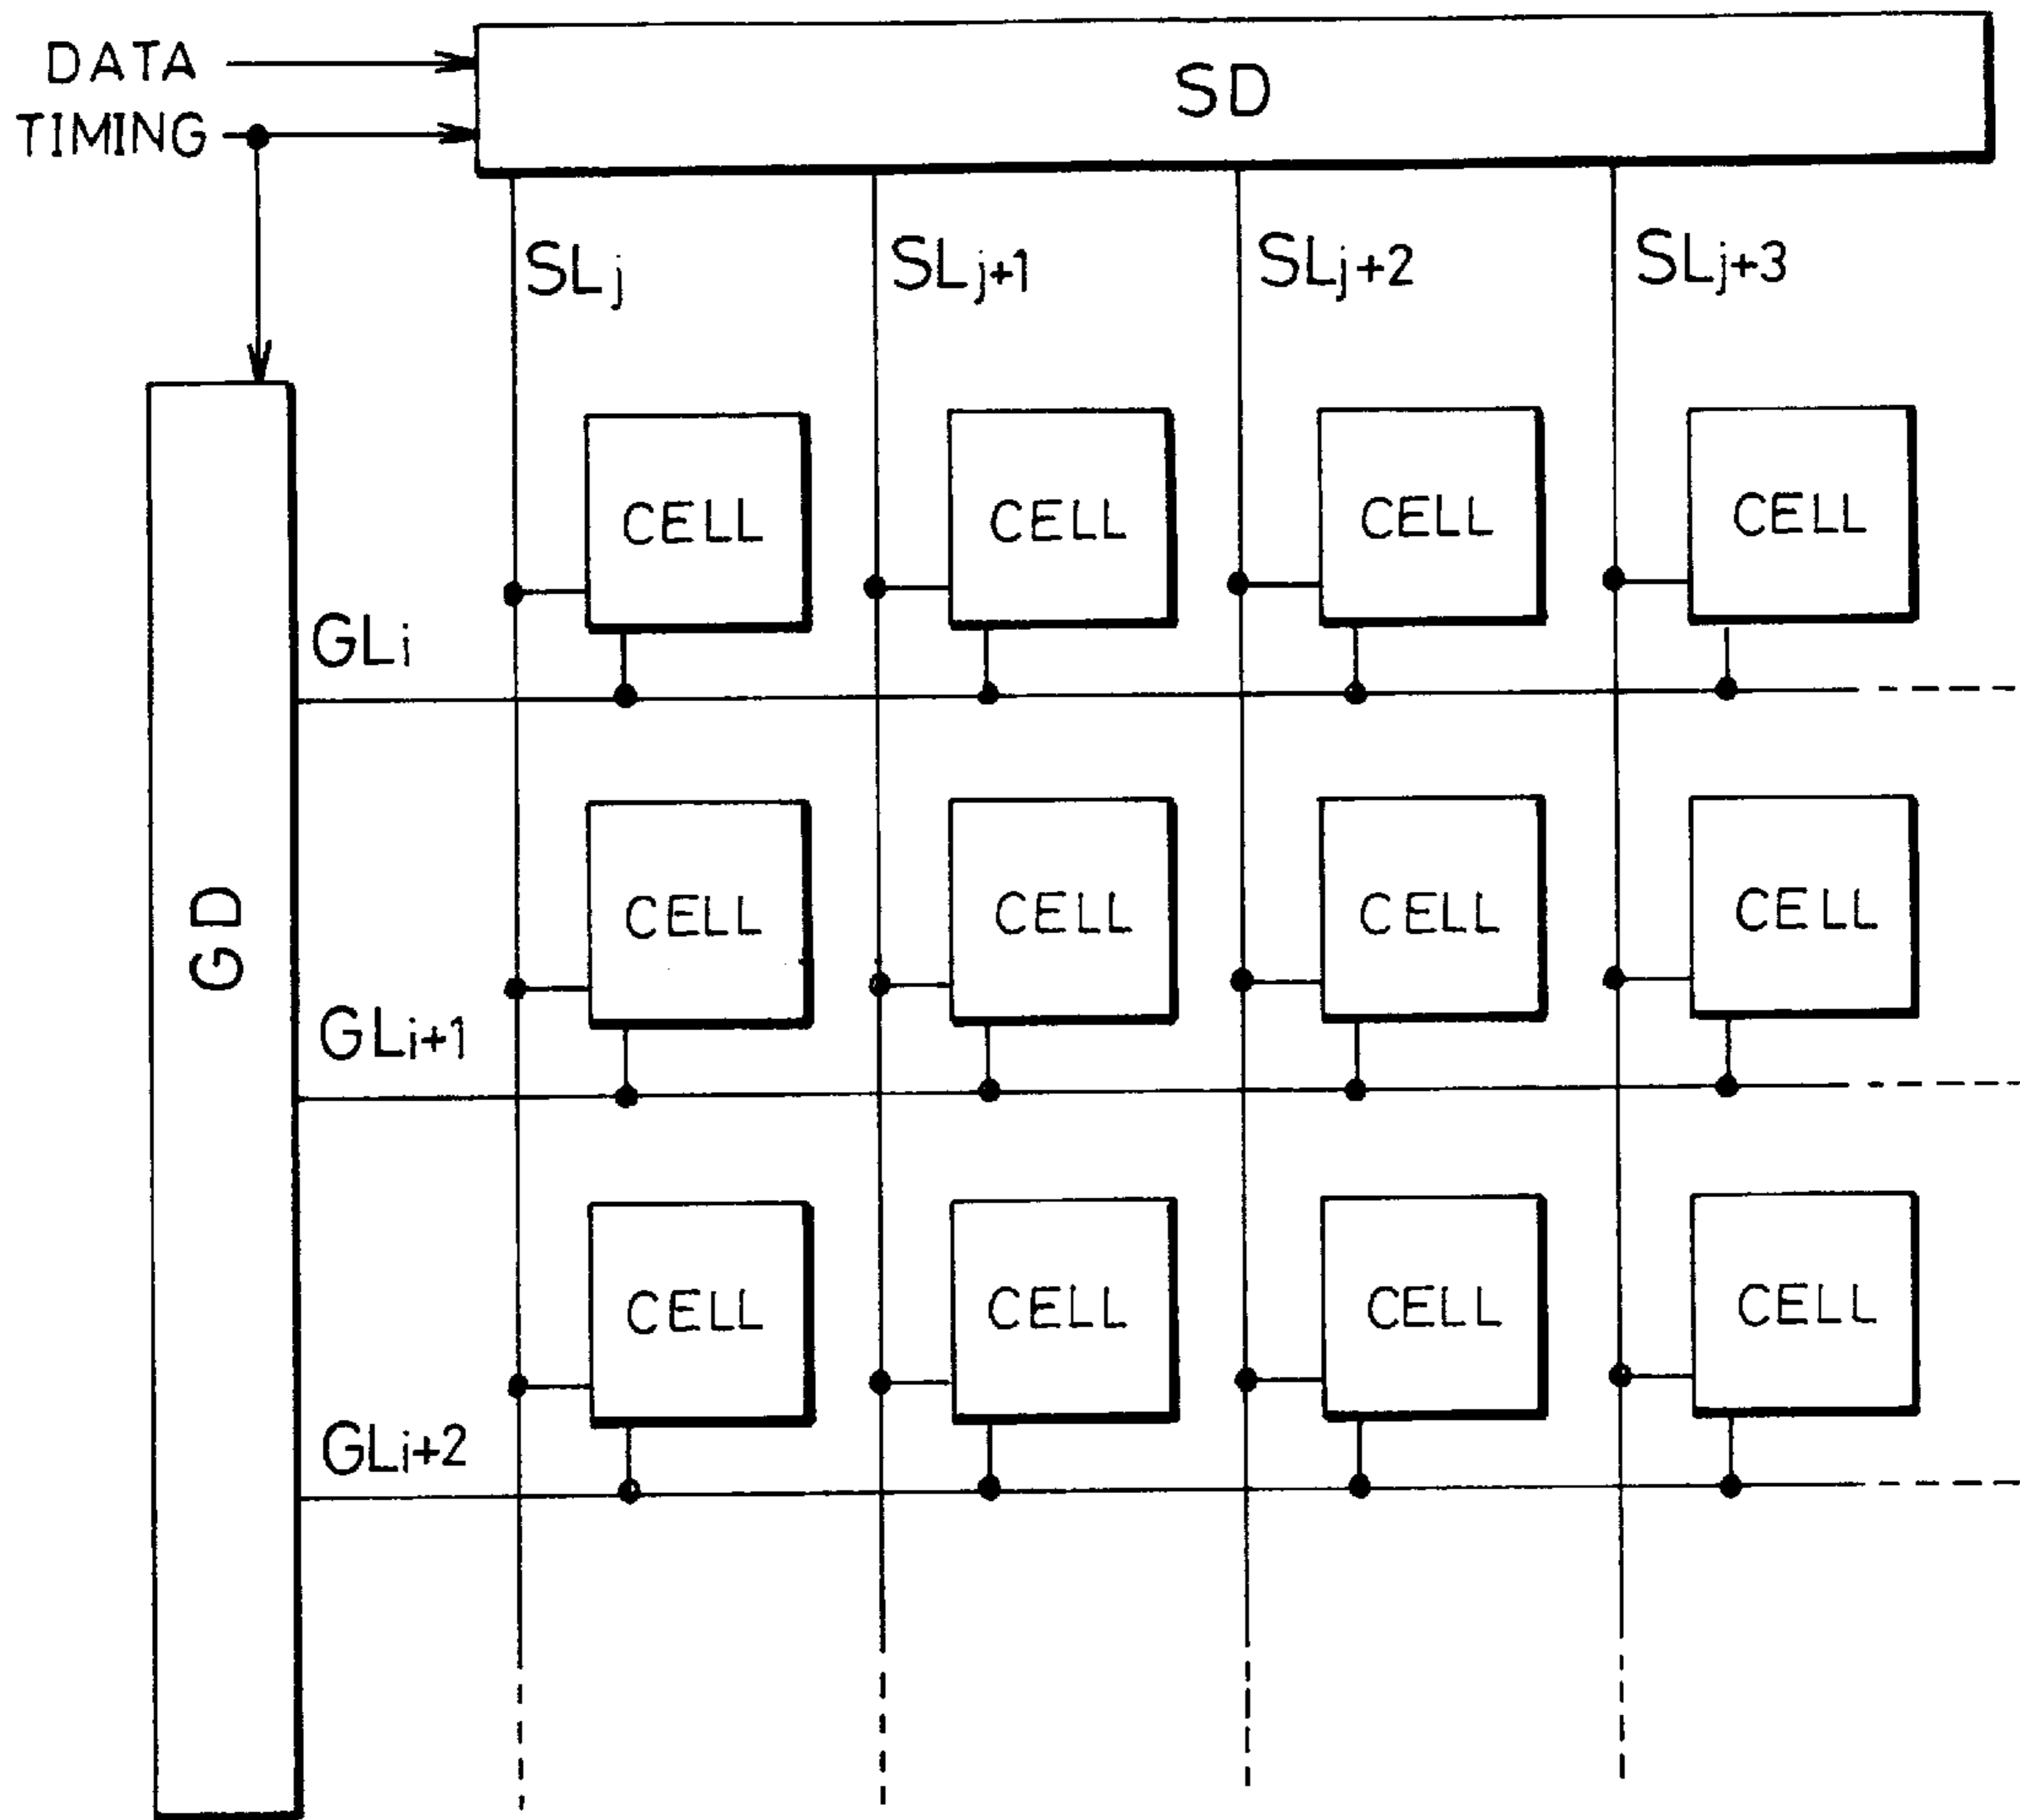 DATA
SD
TIMING
SLj
SLj+1
SLj+2
SLj+3
CELL
CELL
CELL
CELL
GLi
CELL
CELL
CELL
CELL
GD
GLi+1
CELL
CELL
CELL
CELL
GLi+2